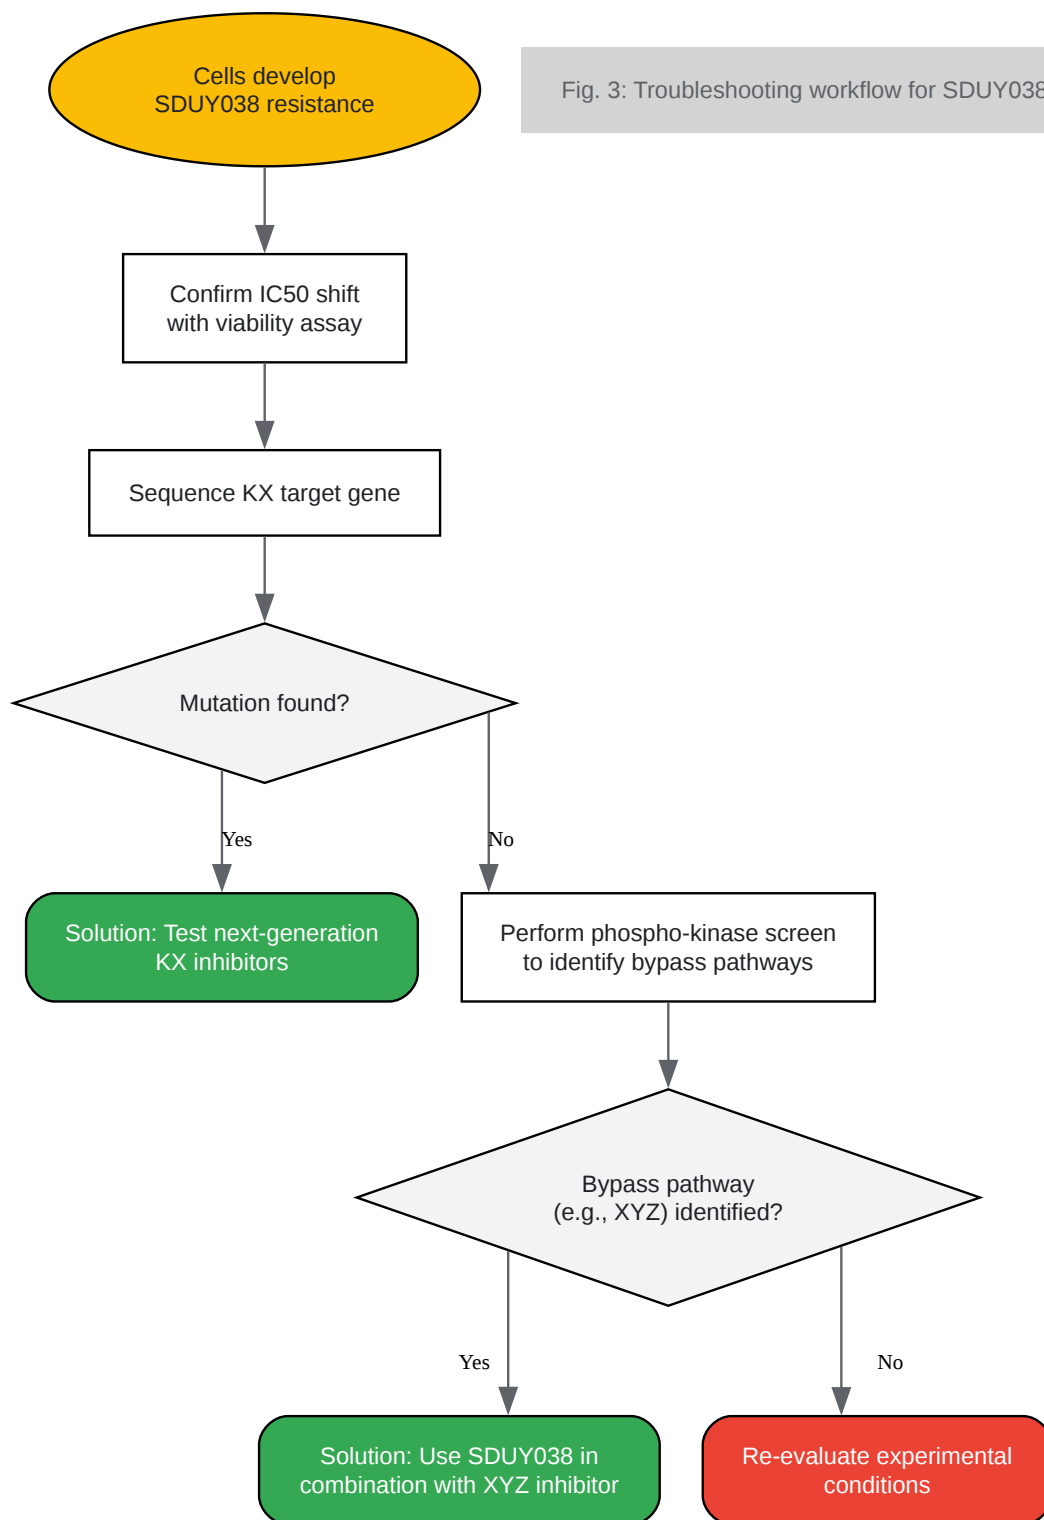 Cells develop
SDUY038 resistance
Fig. 3: Troubleshooting workflow for SDUY038
Confirm IC50 shift
with viability assay
Sequence KX target gene
Mutation found?
Yes
No
Solution: Test next-generation
KX inhibitors
Perform phospho-kinase screen
to identify bypass pathways
Bypass pathway
(e.g., XYZ) identified?
Yes
No
Solution: Use SDUY038 in
combination with XYZ inhibitor
Re-evaluate experimental
conditions